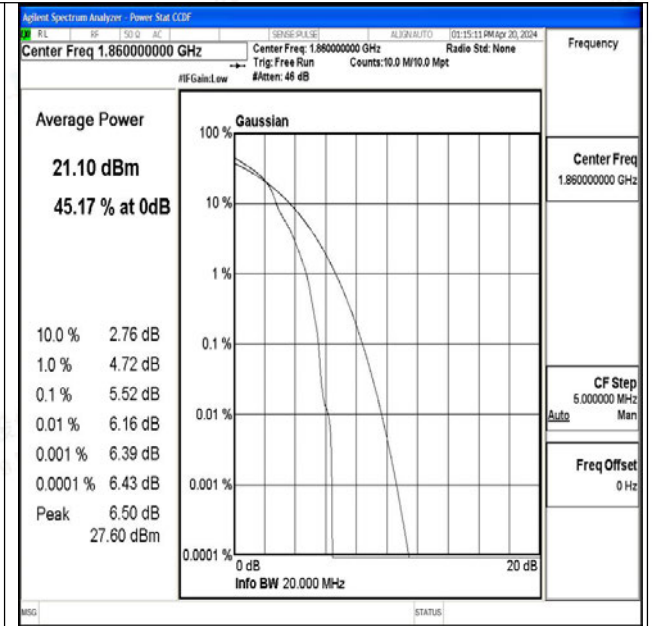 Agilent Spectrum Analyzer - Power Stat CCDF
RL RF 50 Ω AC SENSE:PULSE ALIGN AUTO 01:15:11 PM Apr 20, 2024
Center Freq 1.860000000 GHz
Center Freq: 1.860000000 GHz Radio Std: None
Trig: Free Run Counts:10.0 M/10.0 Mpt
#IFGain:Low #Atten: 46 dB
Frequency
Average Power
21.10 dBm
45.17 % at 0dB
10.0 % 2.76 dB
1.0 % 4.72 dB
0.1 % 5.52 dB
0.01 % 6.16 dB
0.001 % 6.39 dB
0.0001 % 6.43 dB
Peak 6.50 dB
27.60 dBm
Gaussian
100 %
10 %
1 %
0.1 %
0.01 %
0.001 %
0.0001 %
0 dB 20 dB
Info BW 20.000 MHz
Center Freq
1.860000000 GHz
CF Step
5.000000 MHz
Auto Man
Freq Offset
0 Hz
MSG STATUS